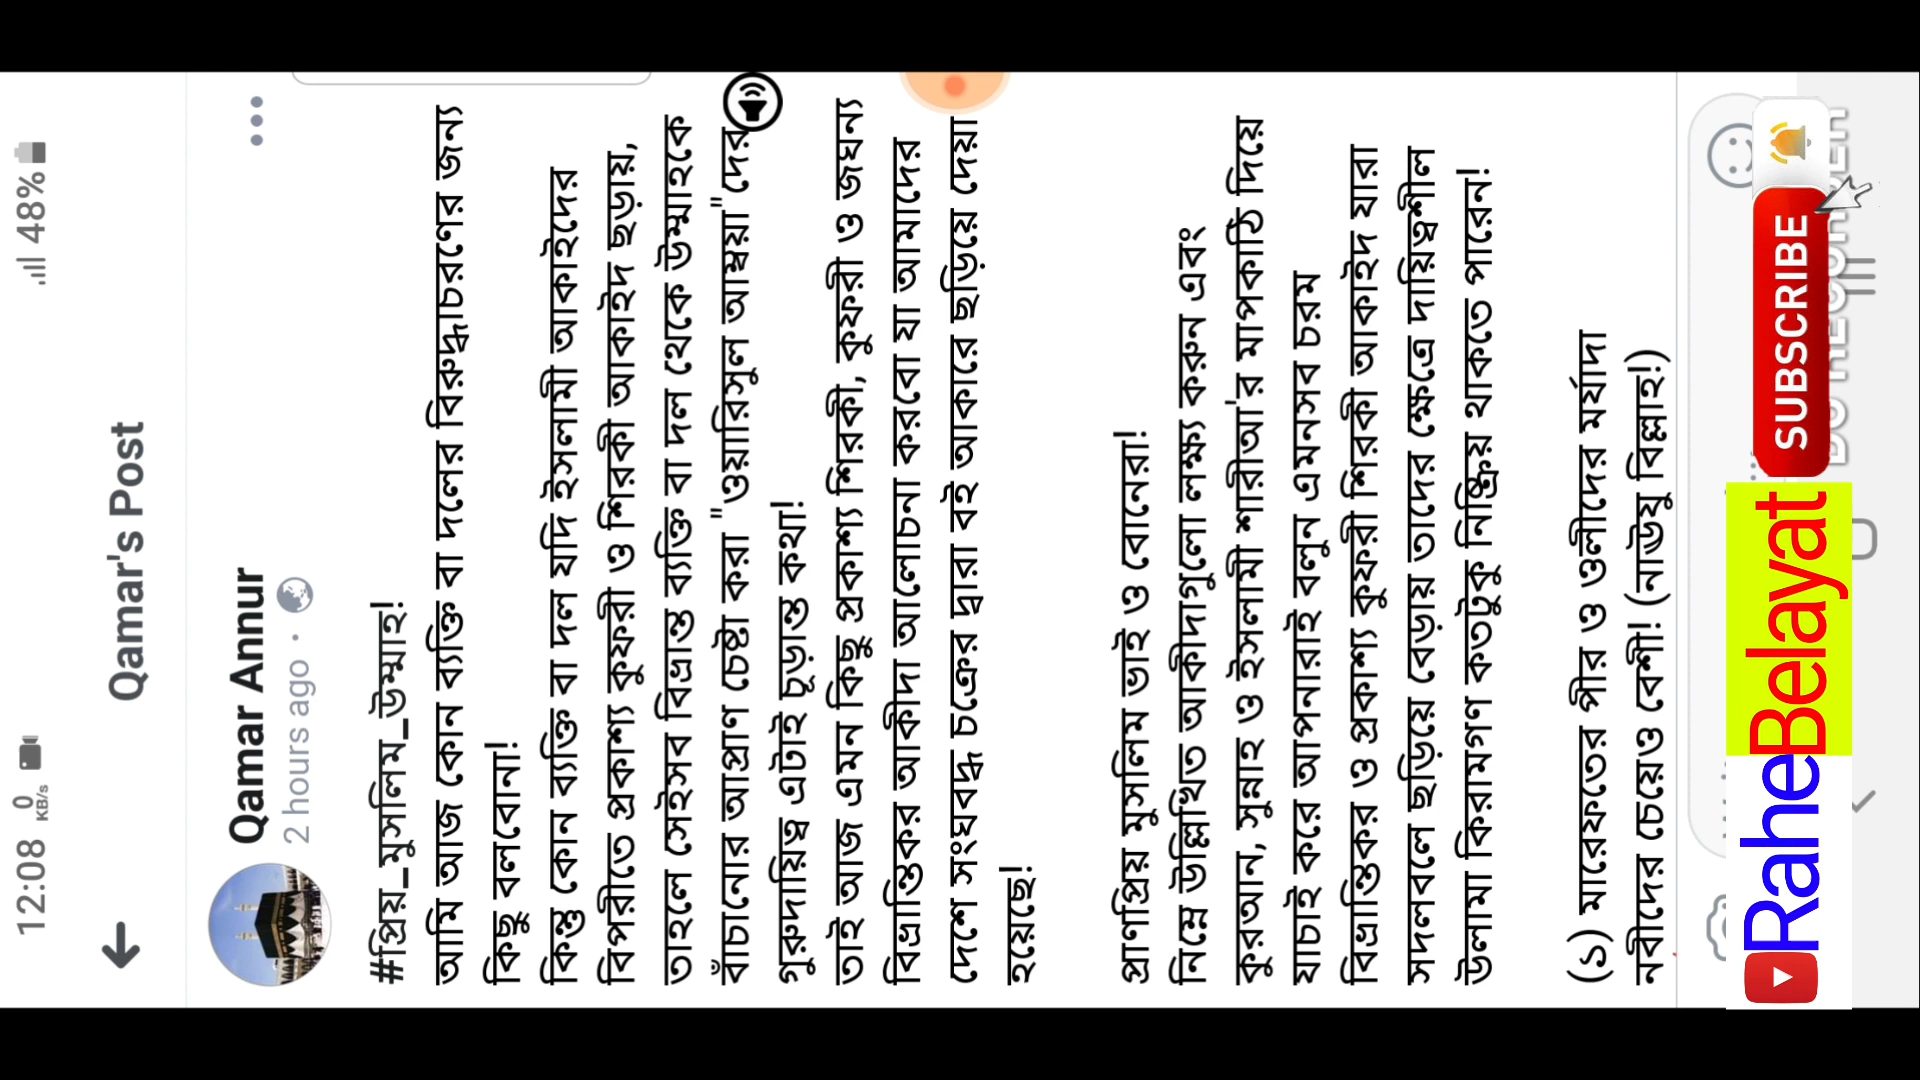 12:08 0 KB/s 48%
Qamar's Post
Qamar Annur
2 hours ago ·
#প্রিয়_মুসলিম_উম্মাহ!
আমি আজ কোন ব্যক্তি বা দলের বিরুদ্ধাচরণের জন্য
কিছু বলবোনা!
কিন্তু কোন ব্যক্তি বা দল যদি ইসলামী আকাইদের
বিপরীতে প্রকাশ্য কুফরী ও শিরকী আকাইদ ছড়ায়,
তাহলে সেইসব বিভ্রান্ত ব্যক্তি বা দল থেকে উম্মাহকে
বাঁচানোর আপ্রাণ চেষ্টা করা "ওয়ারিসুল আম্বয়া"দের
গুরুদায়িত্ব এটাই চূড়ান্ত কথা!
তাই আজ এমন কিছু প্রকাশ্য শিরকী, কুফরী ও জঘন্য
বিভ্রান্তিকর আকীদা আলোচনা করবো যা আমাদের
দেশে সংঘবদ্ধ চক্রের দ্বারা বই আকারে ছড়িয়ে দেয়া
হয়েছে!
প্রাণপ্রিয় মুসলিম ভাই ও বোনেরা!
নিম্নে উল্লিখিত আকীদাগুলো লক্ষ্য করুন এবং
কুরআন, সুন্নাহ ও ইসলামী শারীআ'র মাপকাঠি দিয়ে
যাচাই করে আপনারাই বলুন এমনসব চরম
বিভ্রান্তিকর ও প্রকাশ্য কুফরী শিরকী আকাইদ যারা
সদলবলে ছড়িয়ে বেড়ায় তাদের ক্ষেত্রে দায়িত্বশীল
উলামা কিরামগণ কতটুকু নিষ্ক্রিয় থাকতে পারেন!
(১) মারেফতের পীর ও ওলীদের মর্যাদা
নবীদের চেয়েও বেশী! (নাউযু বিল্লাহ!)
RaheBelayat
SUBSCRIBE